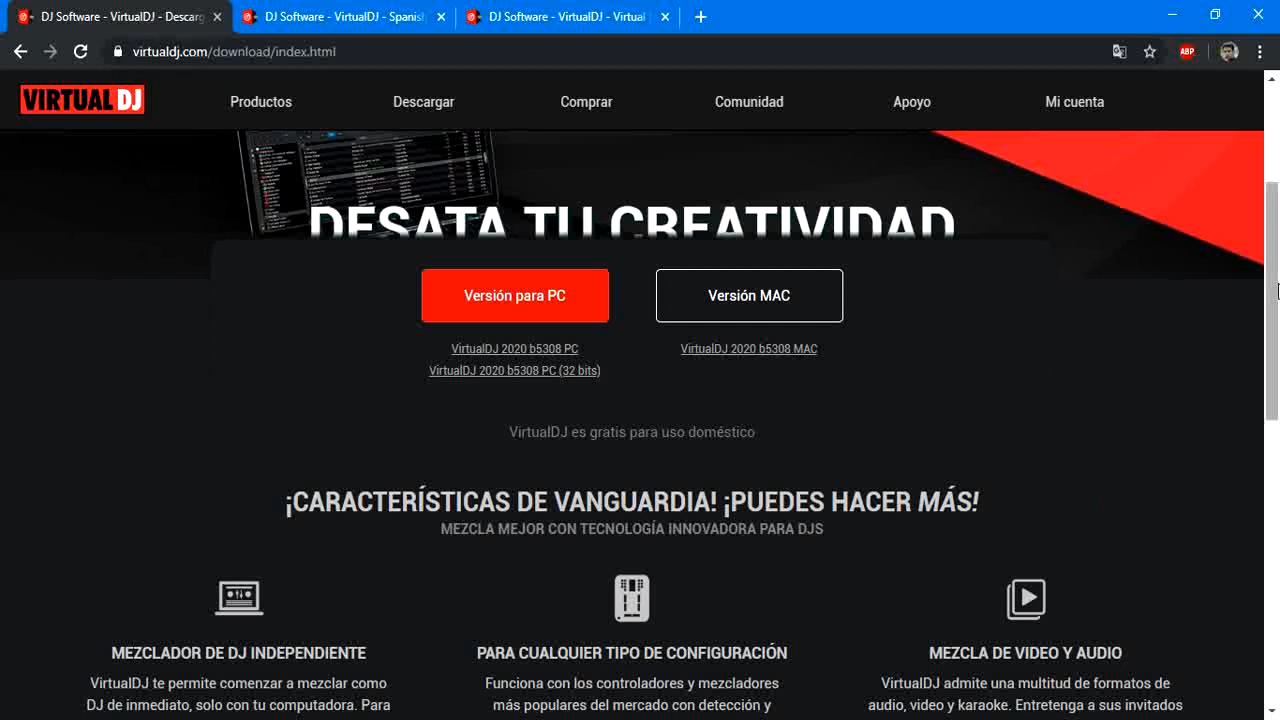 DJ Software - VirtualDJ - Descarg
DJ Software - VirtualDJ - Spanish
DJ Software - VirtualDJ - Virtual
virtualdj.com/download/index.html
ABP
VIRTUAL DJ
Productos
Descargar
Comprar
Comunidad
Apoyo
Mi cuenta
DESATA TU CREATIVIDAD
Versión para PC
Versión MAC
VirtualDJ 2020 b5308 PC
VirtualDJ 2020 b5308 MAC
VirtualDJ 2020 b5308 PC (32 bits)
VirtualDJ es gratis para uso doméstico
¡CARACTERÍSTICAS DE VANGUARDIA! ¡PUEDES HACER MÁS!
MEZCLA MEJOR CON TECNOLOGÍA INNOVADORA PARA DJS
MEZCLADOR DE DJ INDEPENDIENTE
VirtualDJ te permite comenzar a mezclar como
DJ de inmediato, solo con tu computadora. Para
PARA CUALQUIER TIPO DE CONFIGURACIÓN
Funciona con los controladores y mezcladores
más populares del mercado con detección y
MEZCLA DE VIDEO Y AUDIO
VirtualDJ admite una multitud de formatos de
audio, video y karaoke. Entretenga a sus invitados